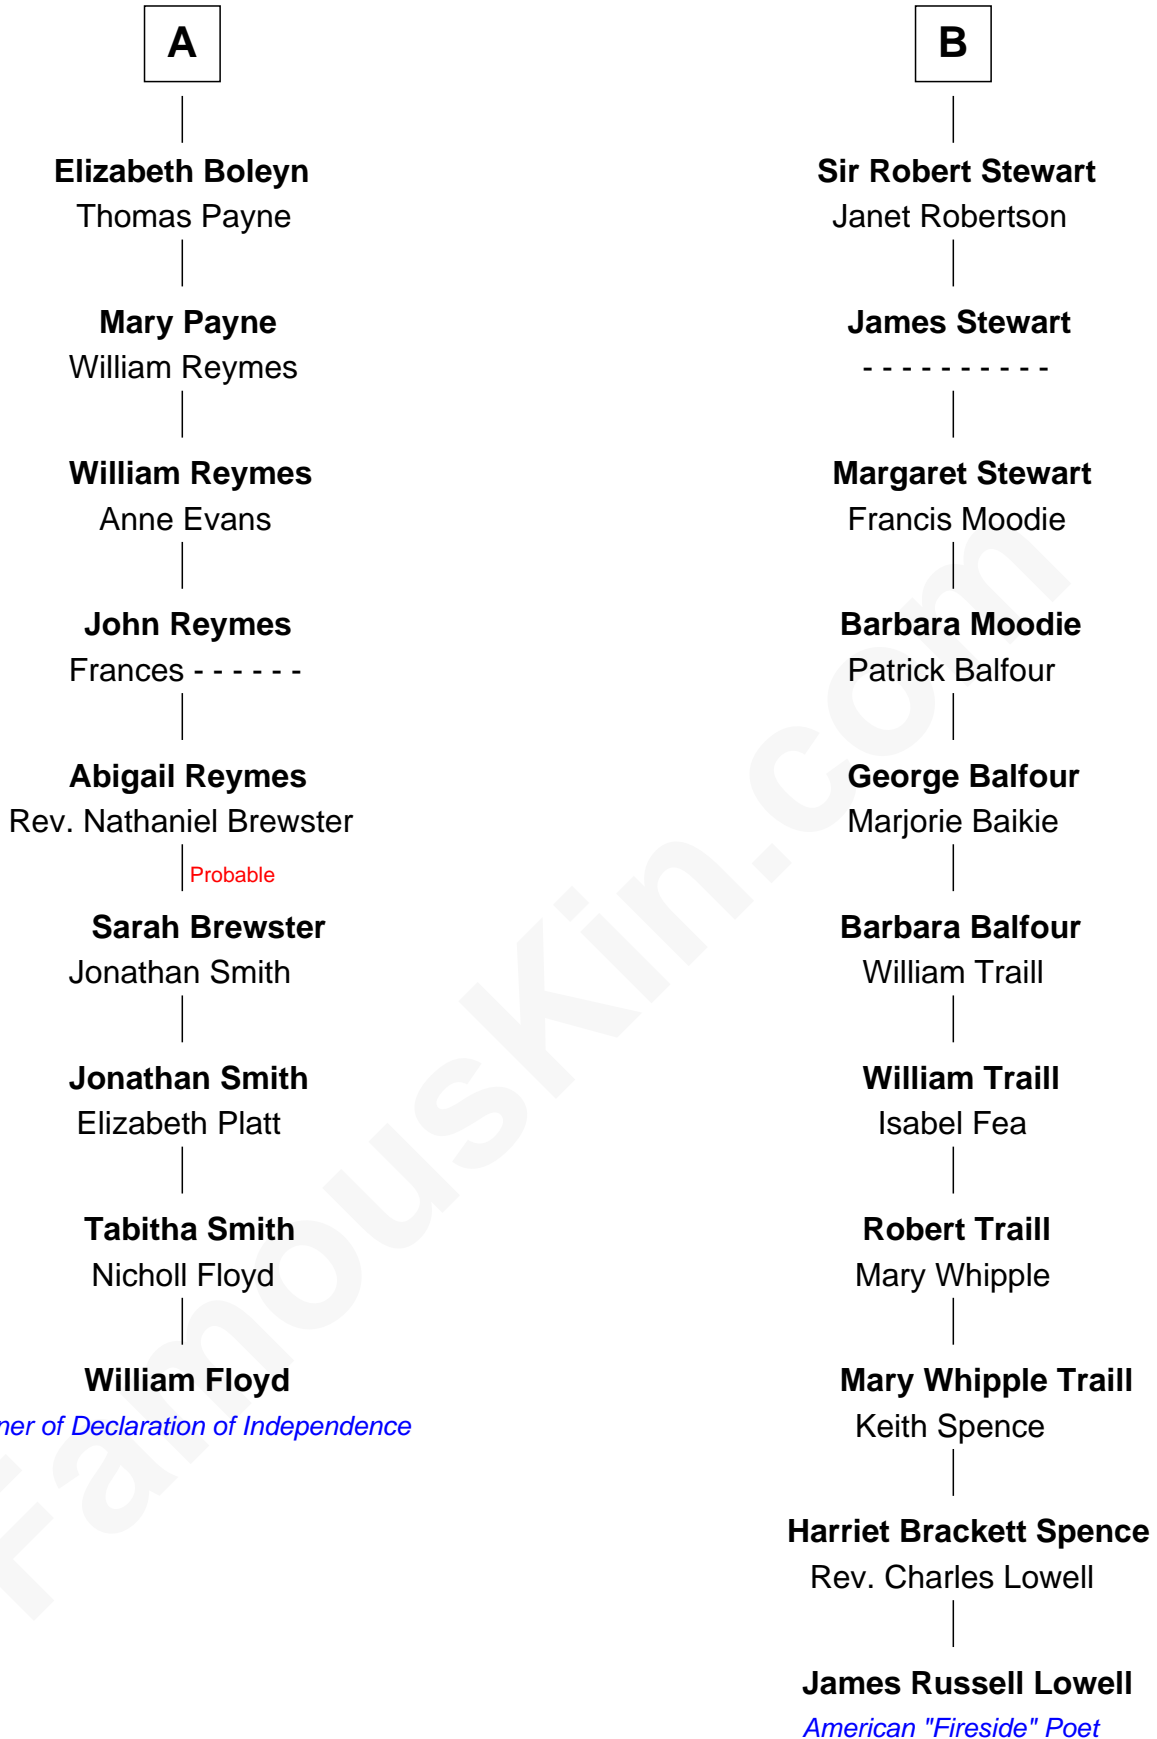 A
Elizabeth Boleyn
Thomas Payne
Mary Payne
William Reymes
William Reymes
Anne Evans
John Reymes
Frances - - - - - -
Abigail Reymes
Rev. Nathaniel Brewster
Probable
Sarah Brewster
Jonathan Smith
Jonathan Smith
Elizabeth Platt
Tabitha Smith
Nicholl Floyd
William Floyd
ner of Declaration of Independence
B
Sir Robert Stewart
Janet Robertson
James Stewart
- - - - - - - - - -
Margaret Stewart
Francis Moodie
Barbara Moodie
Patrick Balfour
George Balfour
Marjorie Baikie
Barbara Balfour
William Traill
William Traill
Isabel Fea
Robert Traill
Mary Whipple
Mary Whipple Traill
Keith Spence
Harriet Brackett Spence
Rev. Charles Lowell
James Russell Lowell
American "Fireside" Poet
FamousKin.com